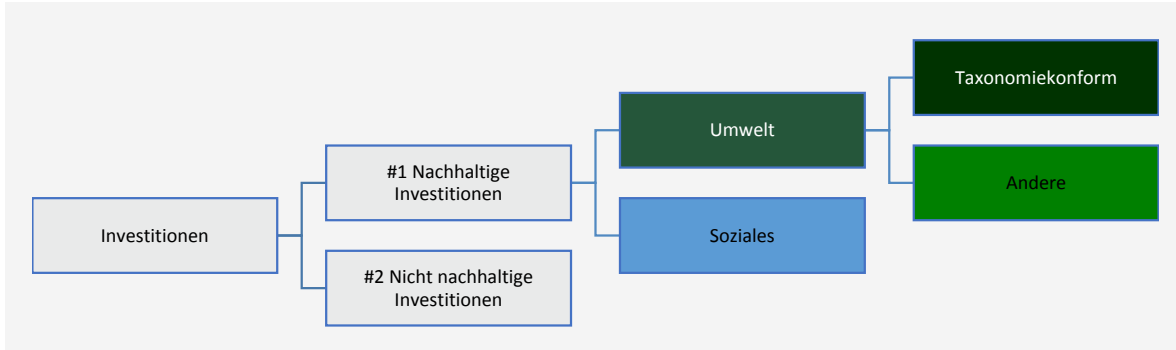 Investitionen
#1 Nachhaltige
Investitionen
#2 Nicht nachhaltige
Investitionen
Umwelt
Soziales
Taxonomiekonform
Andere